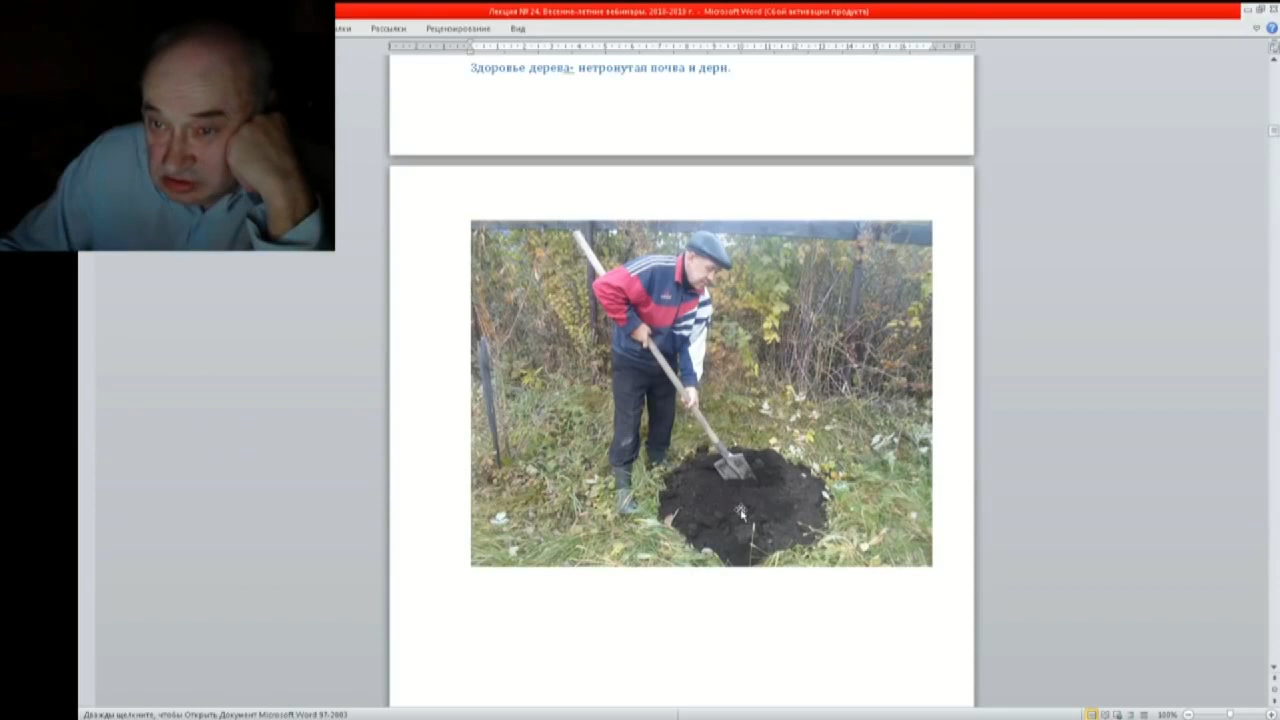 Лекция № 24. Весенне-летние вебинары. 2018-2019 г. - Microsoft Word (Сбой активации продукта)
лки Рассылки Рецензирование Вид
Здоровье дерева- нетронутая почва и дерн.
Дважды щелкните, чтобы Открыть Документ Microsoft Word 97-2003
100%